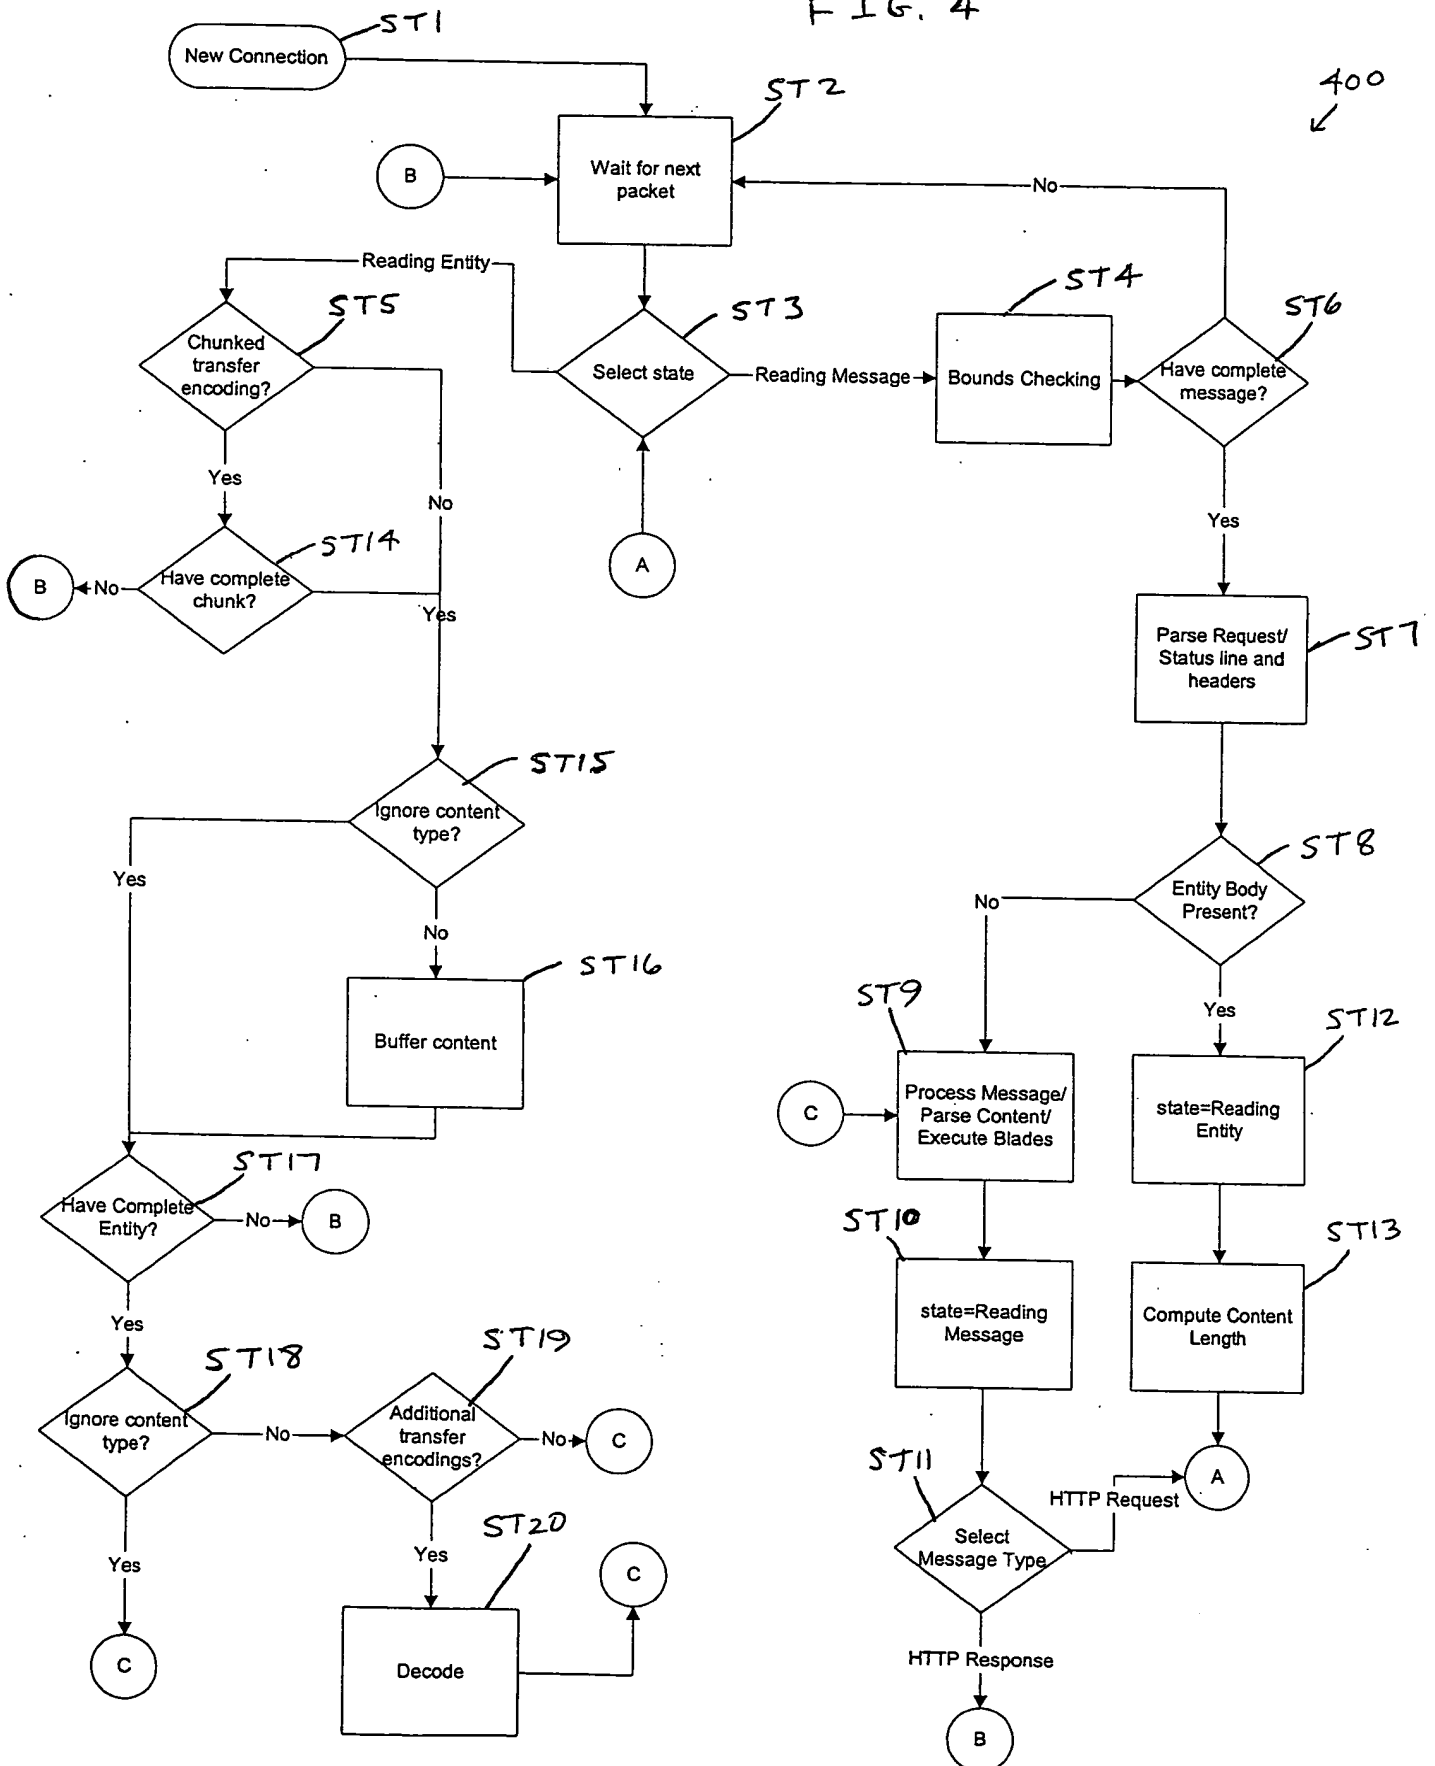 FIG. 4
ST1
New Connection
400
ST2
B
Wait for next
packet
No
Reading Entity
ST4
ST5
ST3
ST6
Chunked
transfer
encoding?
Select state
Reading Message
Bounds Checking
Have complete
message?
Yes
No
Yes
ST14
B
No
Have complete
chunk?
A
Yes
Parse Request/
Status line and
headers
ST7
ST15
Ignore content
type?
ST8
Yes
Entity Body
Present?
No
No
ST16
ST9
Yes
ST12
Buffer content
C
Process Message/
Parse Content/
Execute Blades
state=Reading
Entity
ST17
Have Complete
Entity?
No
B
ST10
ST13
Yes
state=Reading
Message
Compute Content
Length
ST18
ST19
Ignore content
type?
No
Additional
transfer
encodings?
No
C
ST11
A
HTTP Request
ST20
Select
Message Type
Yes
Yes
C
C
Decode
HTTP Response
B